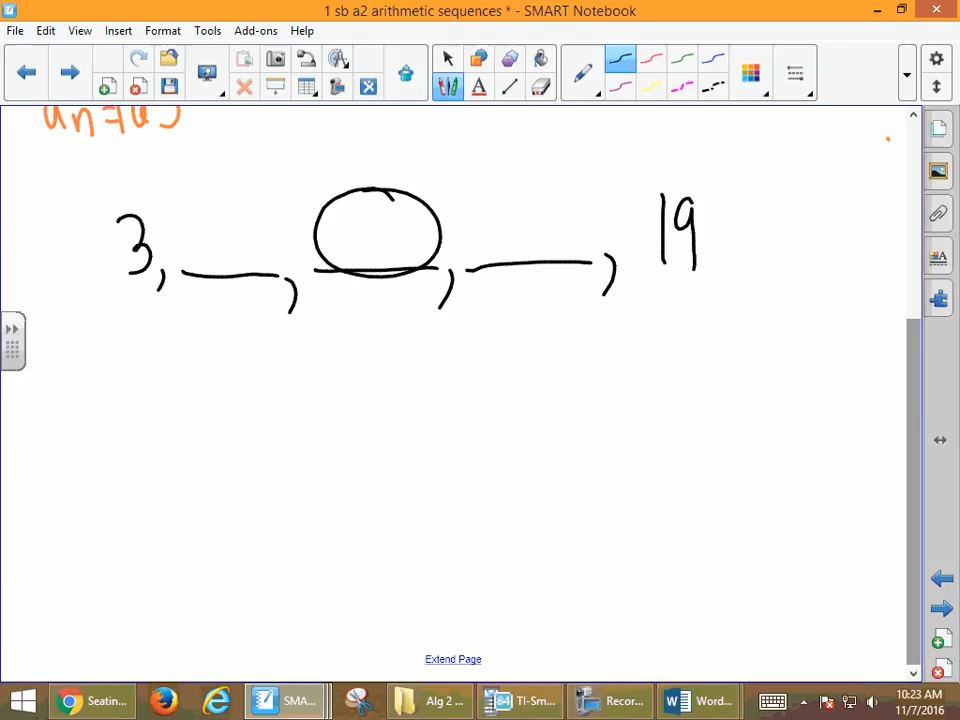 1 sb a2 arithmetic sequences * - SMART Notebook
File Edit View Insert Format Tools Add-ons Help
3, ___, ___, ___, 19
Extend Page
Seatin... SMA... Alg 2 ... TI-Sm... Recor... Word...
10:23 AM
11/7/2016